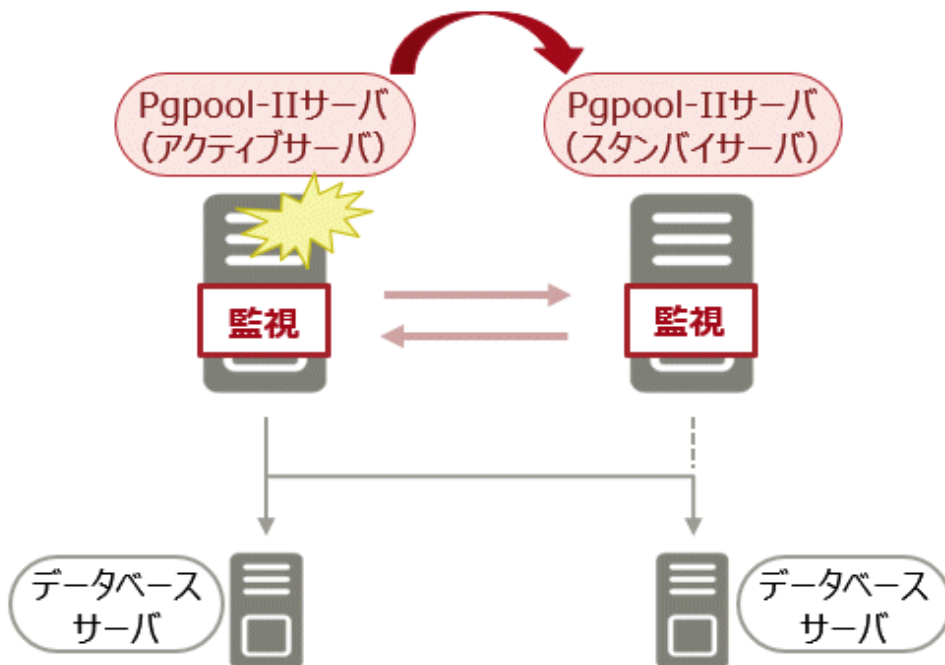 Pgpool-IIサーバ
（アクティブサーバ）
Pgpool-IIサーバ
（スタンバイサーバ）
監視
監視
データベース
サーバ
データベース
サーバ